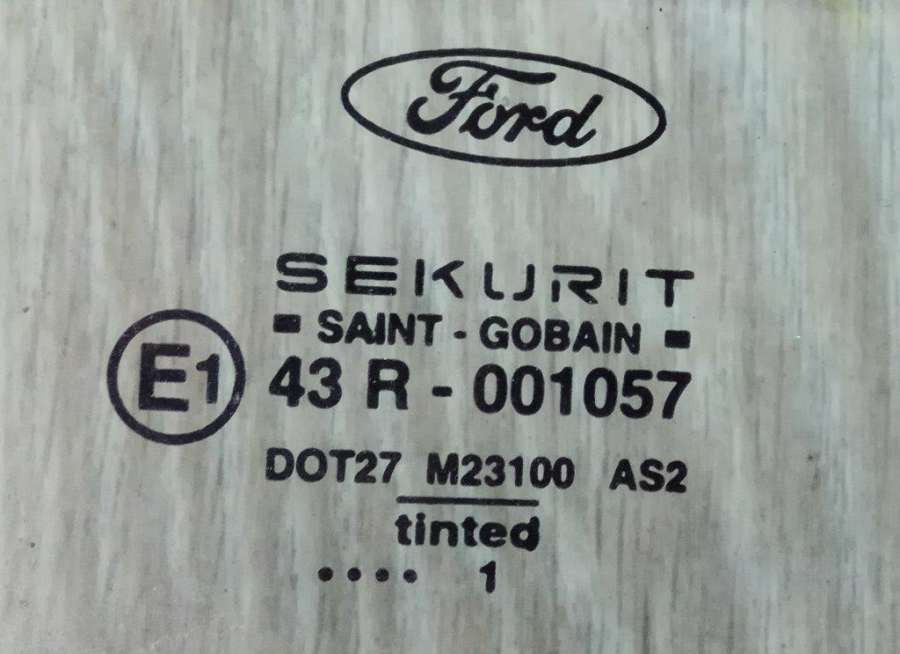 Ford
SEKURIT
SAINT-GOBAIN
E1
43 R - 001057
DOT27 M23100 AS2
tinted
.... 1